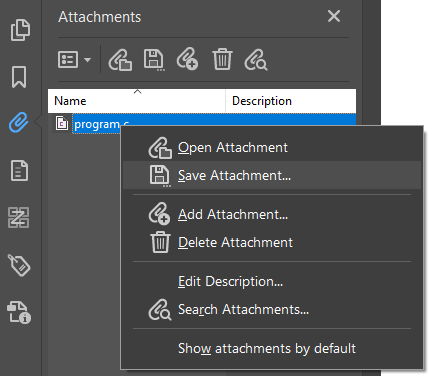 Attachments
Name Description
program.c
Open Attachment
Save Attachment...
Add Attachment...
Delete Attachment
Edit Description...
Search Attachments...
Show attachments by default